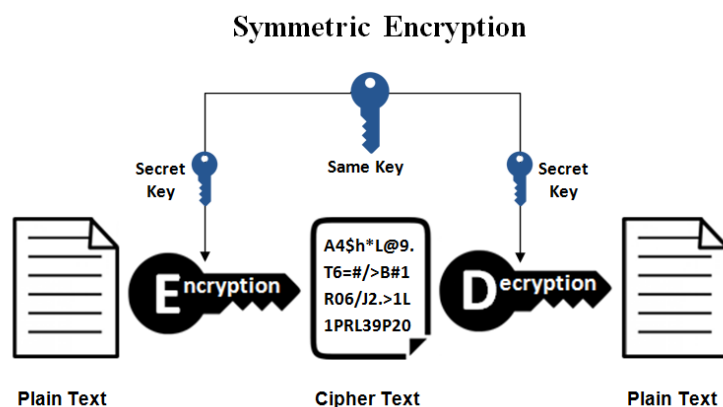 Symmetric Encryption
Secret
Key
Same Key
Secret
Key
Encryption
A4$h*L@9.
T6=#/>B#1
R06/J2.>1L
1PRL39P20
Decryption
Plain Text
Cipher Text
Plain Text